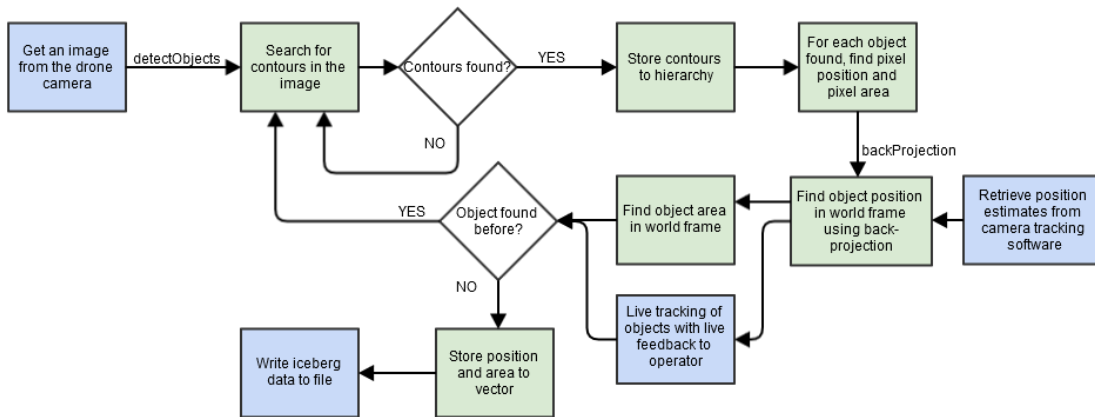 Get an image
from the drone
camera
detectObjects
Search for
contours in the
image
Contours found?
YES
NO
Store contours
to hierarchy
For each object
found, find pixel
position and
pixel area
backProjection
Retrieve position
estimates from
camera tracking
software
Find object position
in world frame
using back-
projection
Find object area
in world frame
Live tracking of
objects with live
feedback to
operator
Object found
before?
YES
NO
Store position
and area to
vector
Write iceberg
data to file